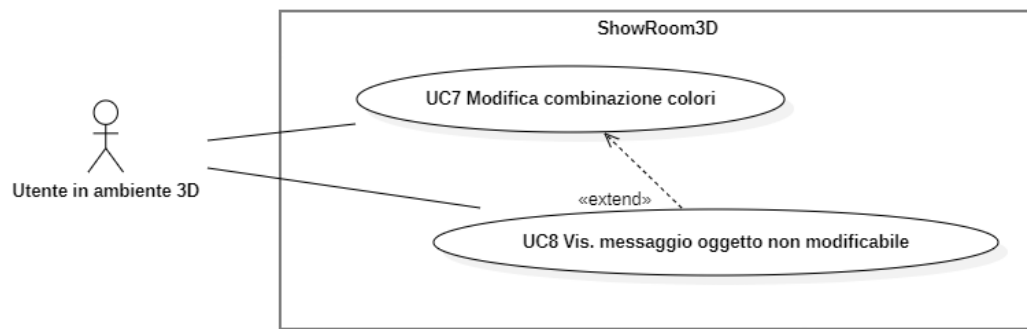 ShowRoom3D
UC7 Modifica combinazione colori
Utente in ambiente 3D
«extend»
UC8 Vis. messaggio oggetto non modificabile